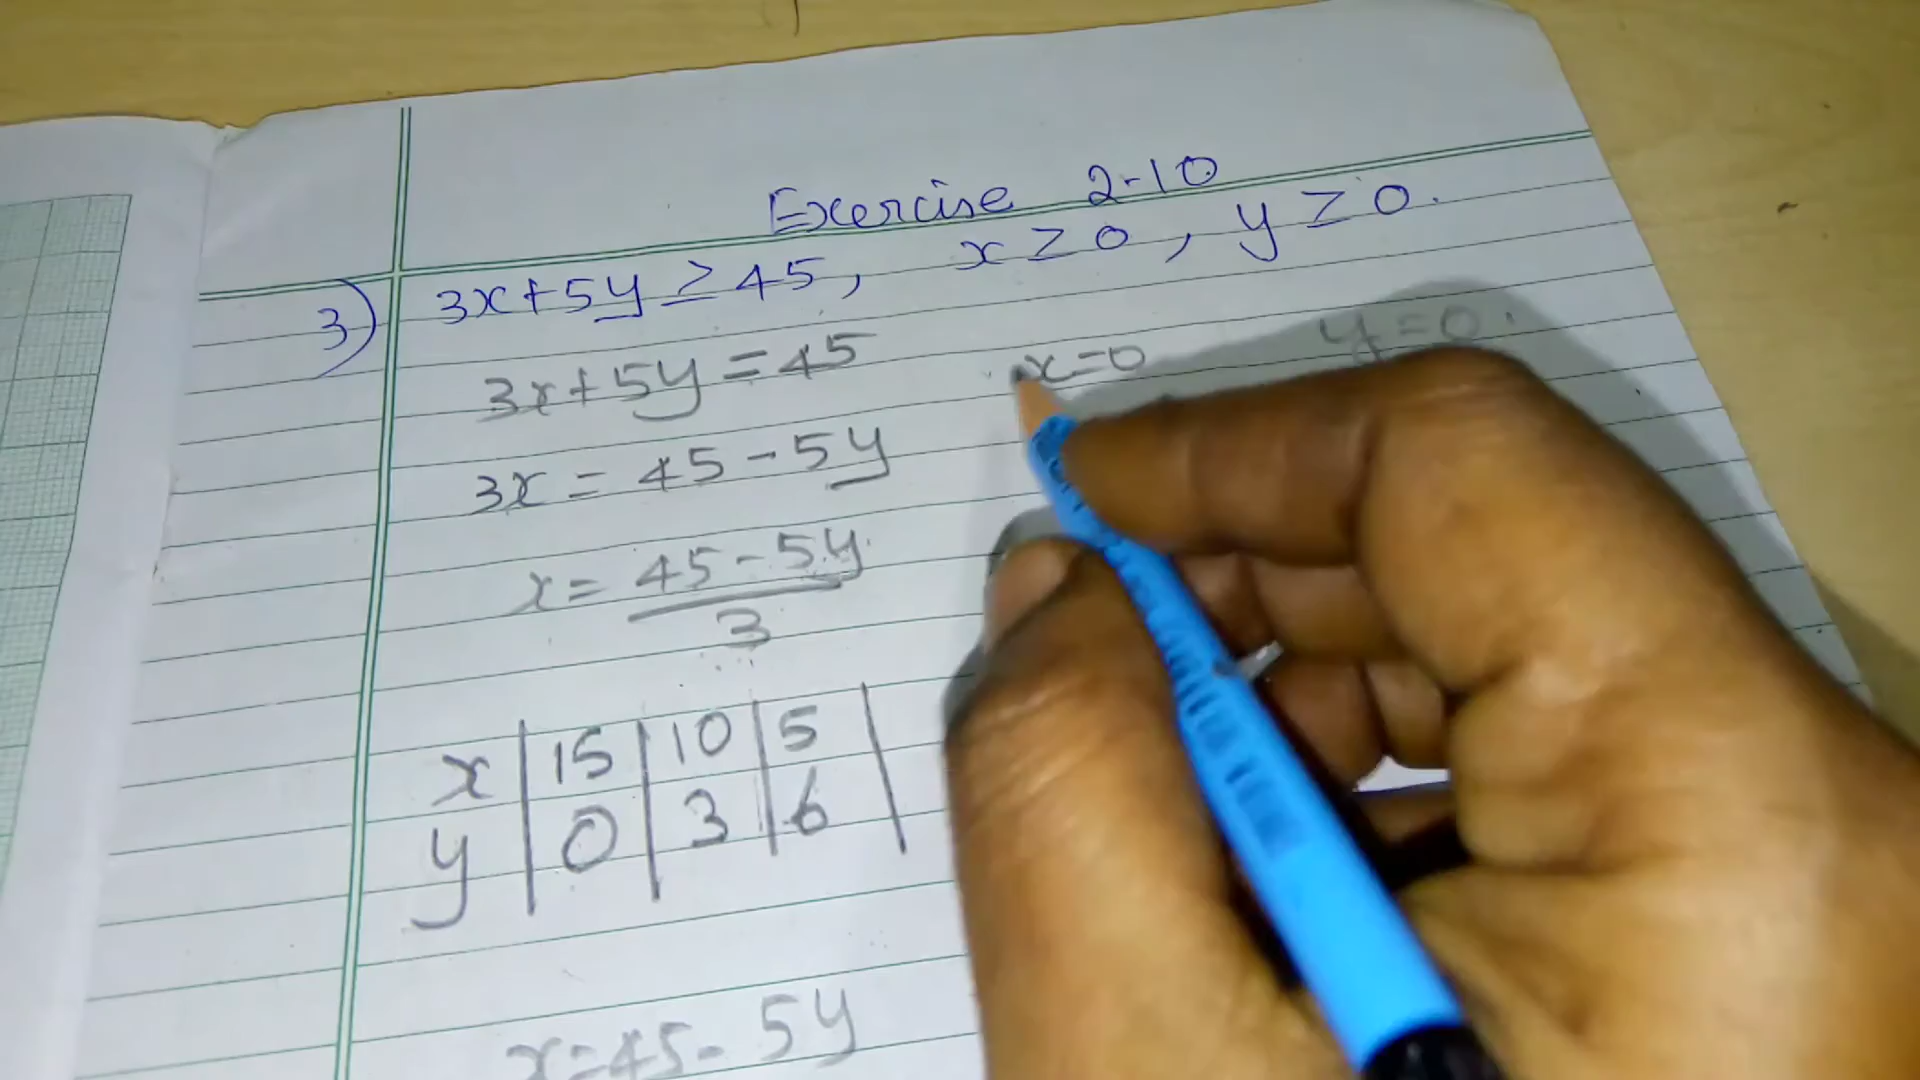 Exercise 2.10
3) 3x+5y ≥ 45, x ≥ 0, y ≥ 0.
3x+5y = 45 x=0 y=0.
3x = 45 - 5y
x = 45 - 5y / 3
x | 15 | 10 | 5 |
y | 0 | 3 | 6 |
x = 45 - 5y